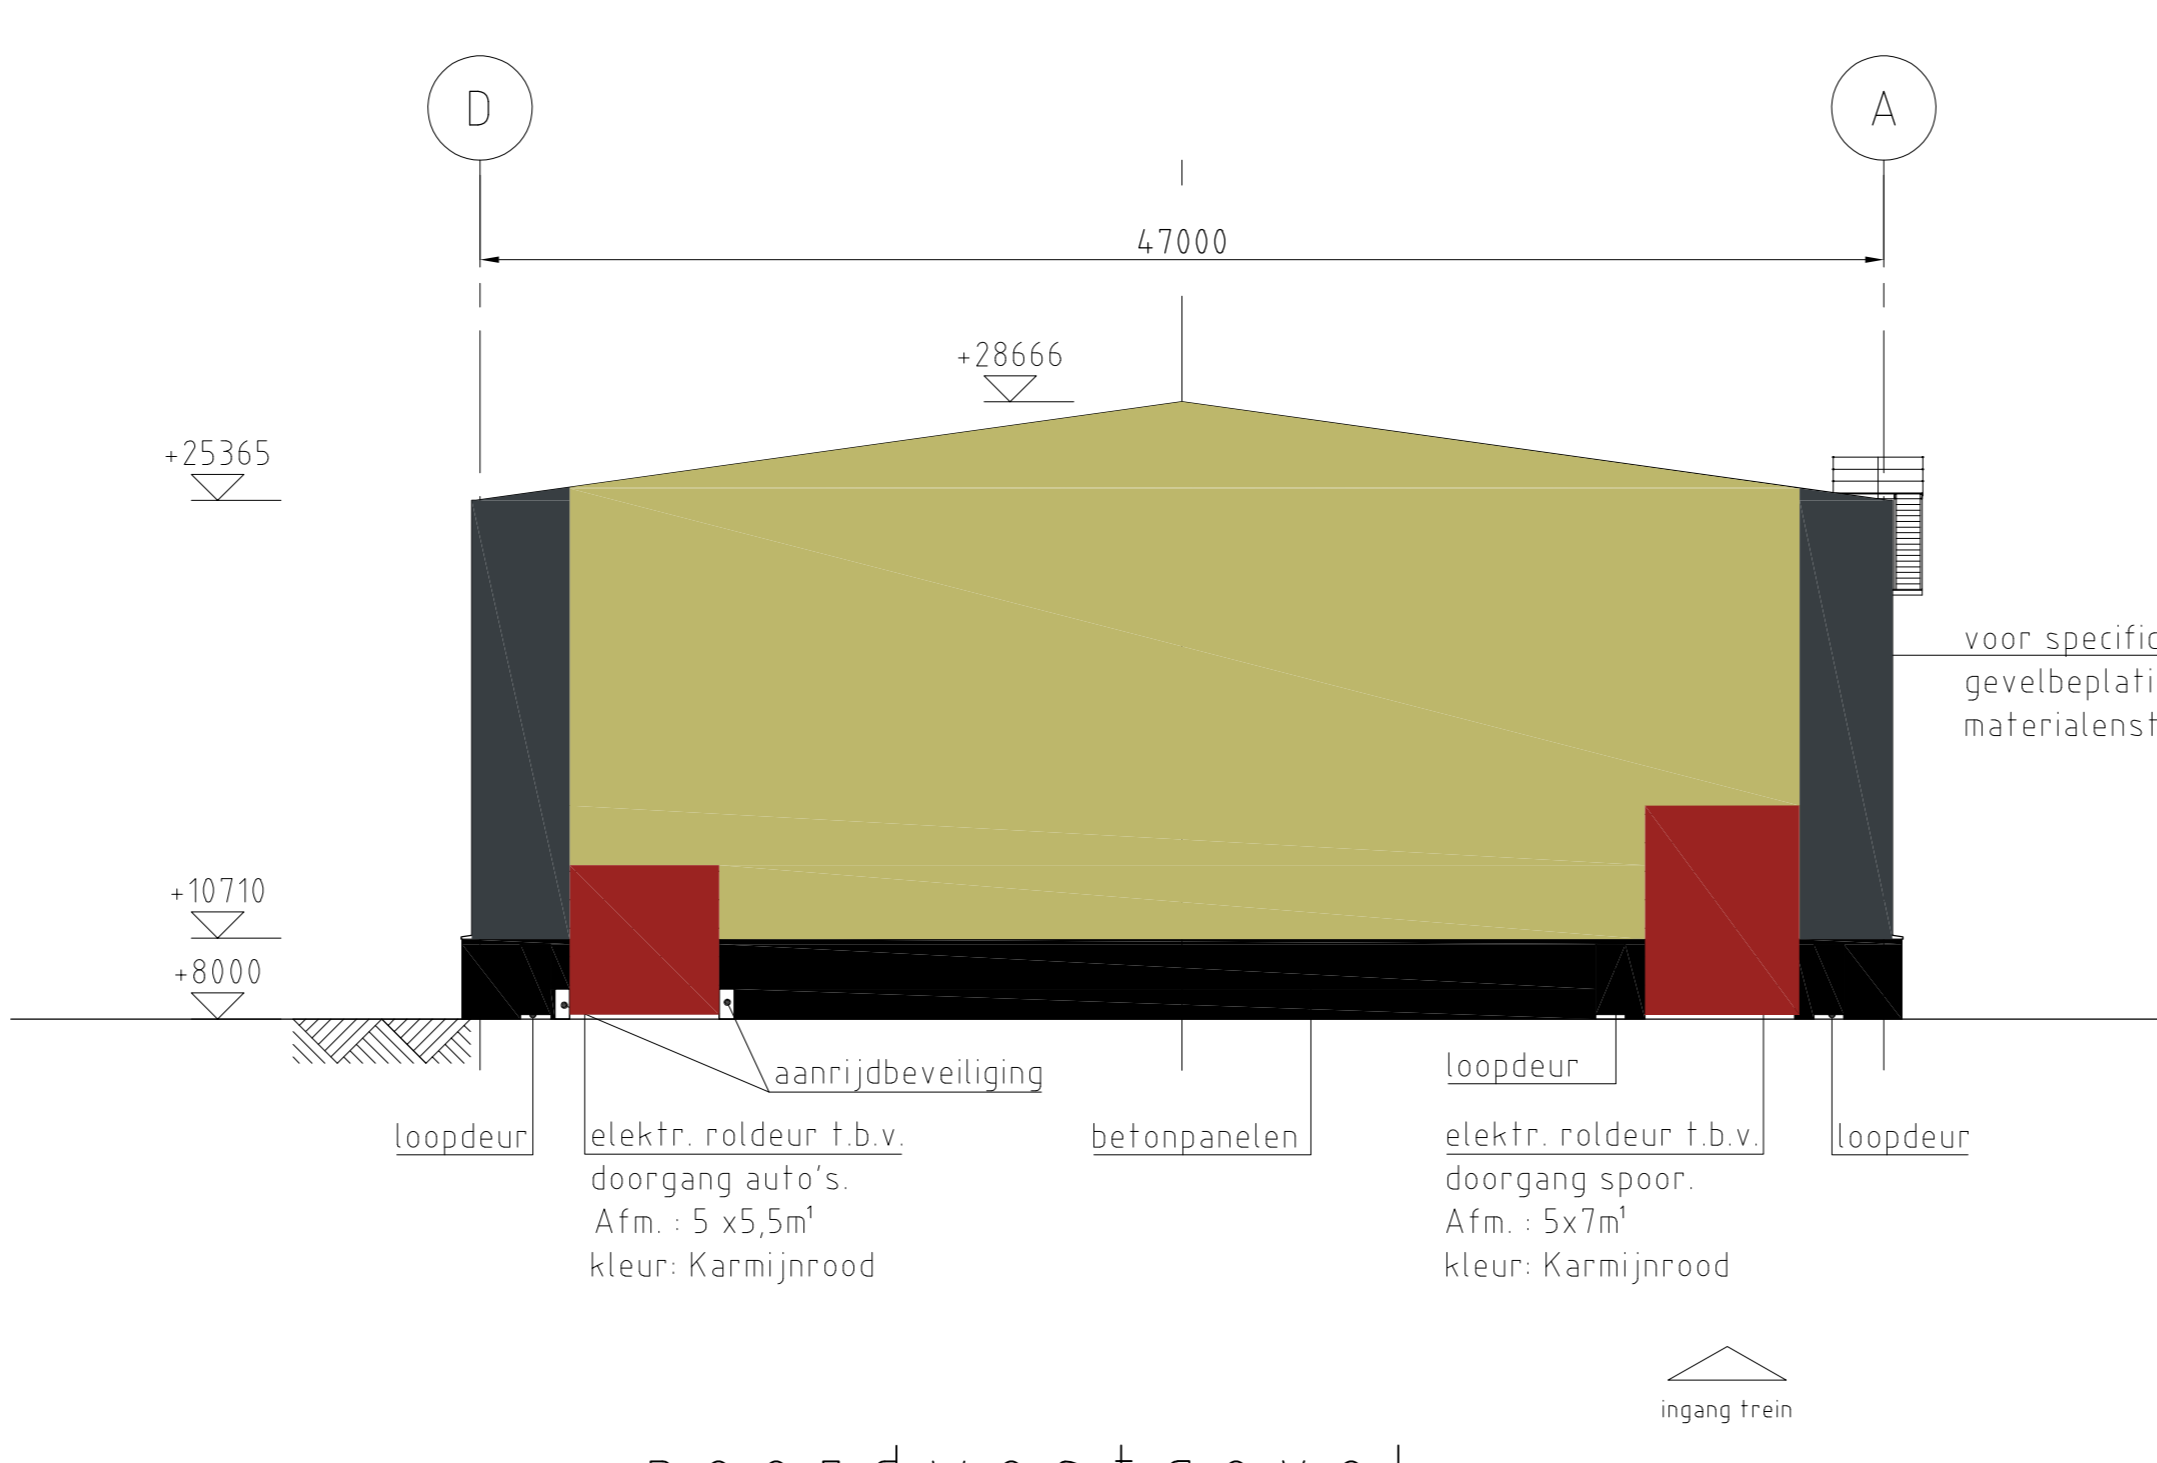 D
A
47000
+28666
+25365
voor specific
gevelbeplati
materialenst
+10710
+8000
aanrijdbeveiliging
loopdeur
loopdeur
elektr. roldeur t.b.v.
doorgang auto's.
Afm. : 5 x5,5m¹
kleur: Karmijnrood
betonpanelen
elektr. roldeur t.b.v.
doorgang spoor.
Afm. : 5x7m¹
kleur: Karmijnrood
loopdeur
ingang trein